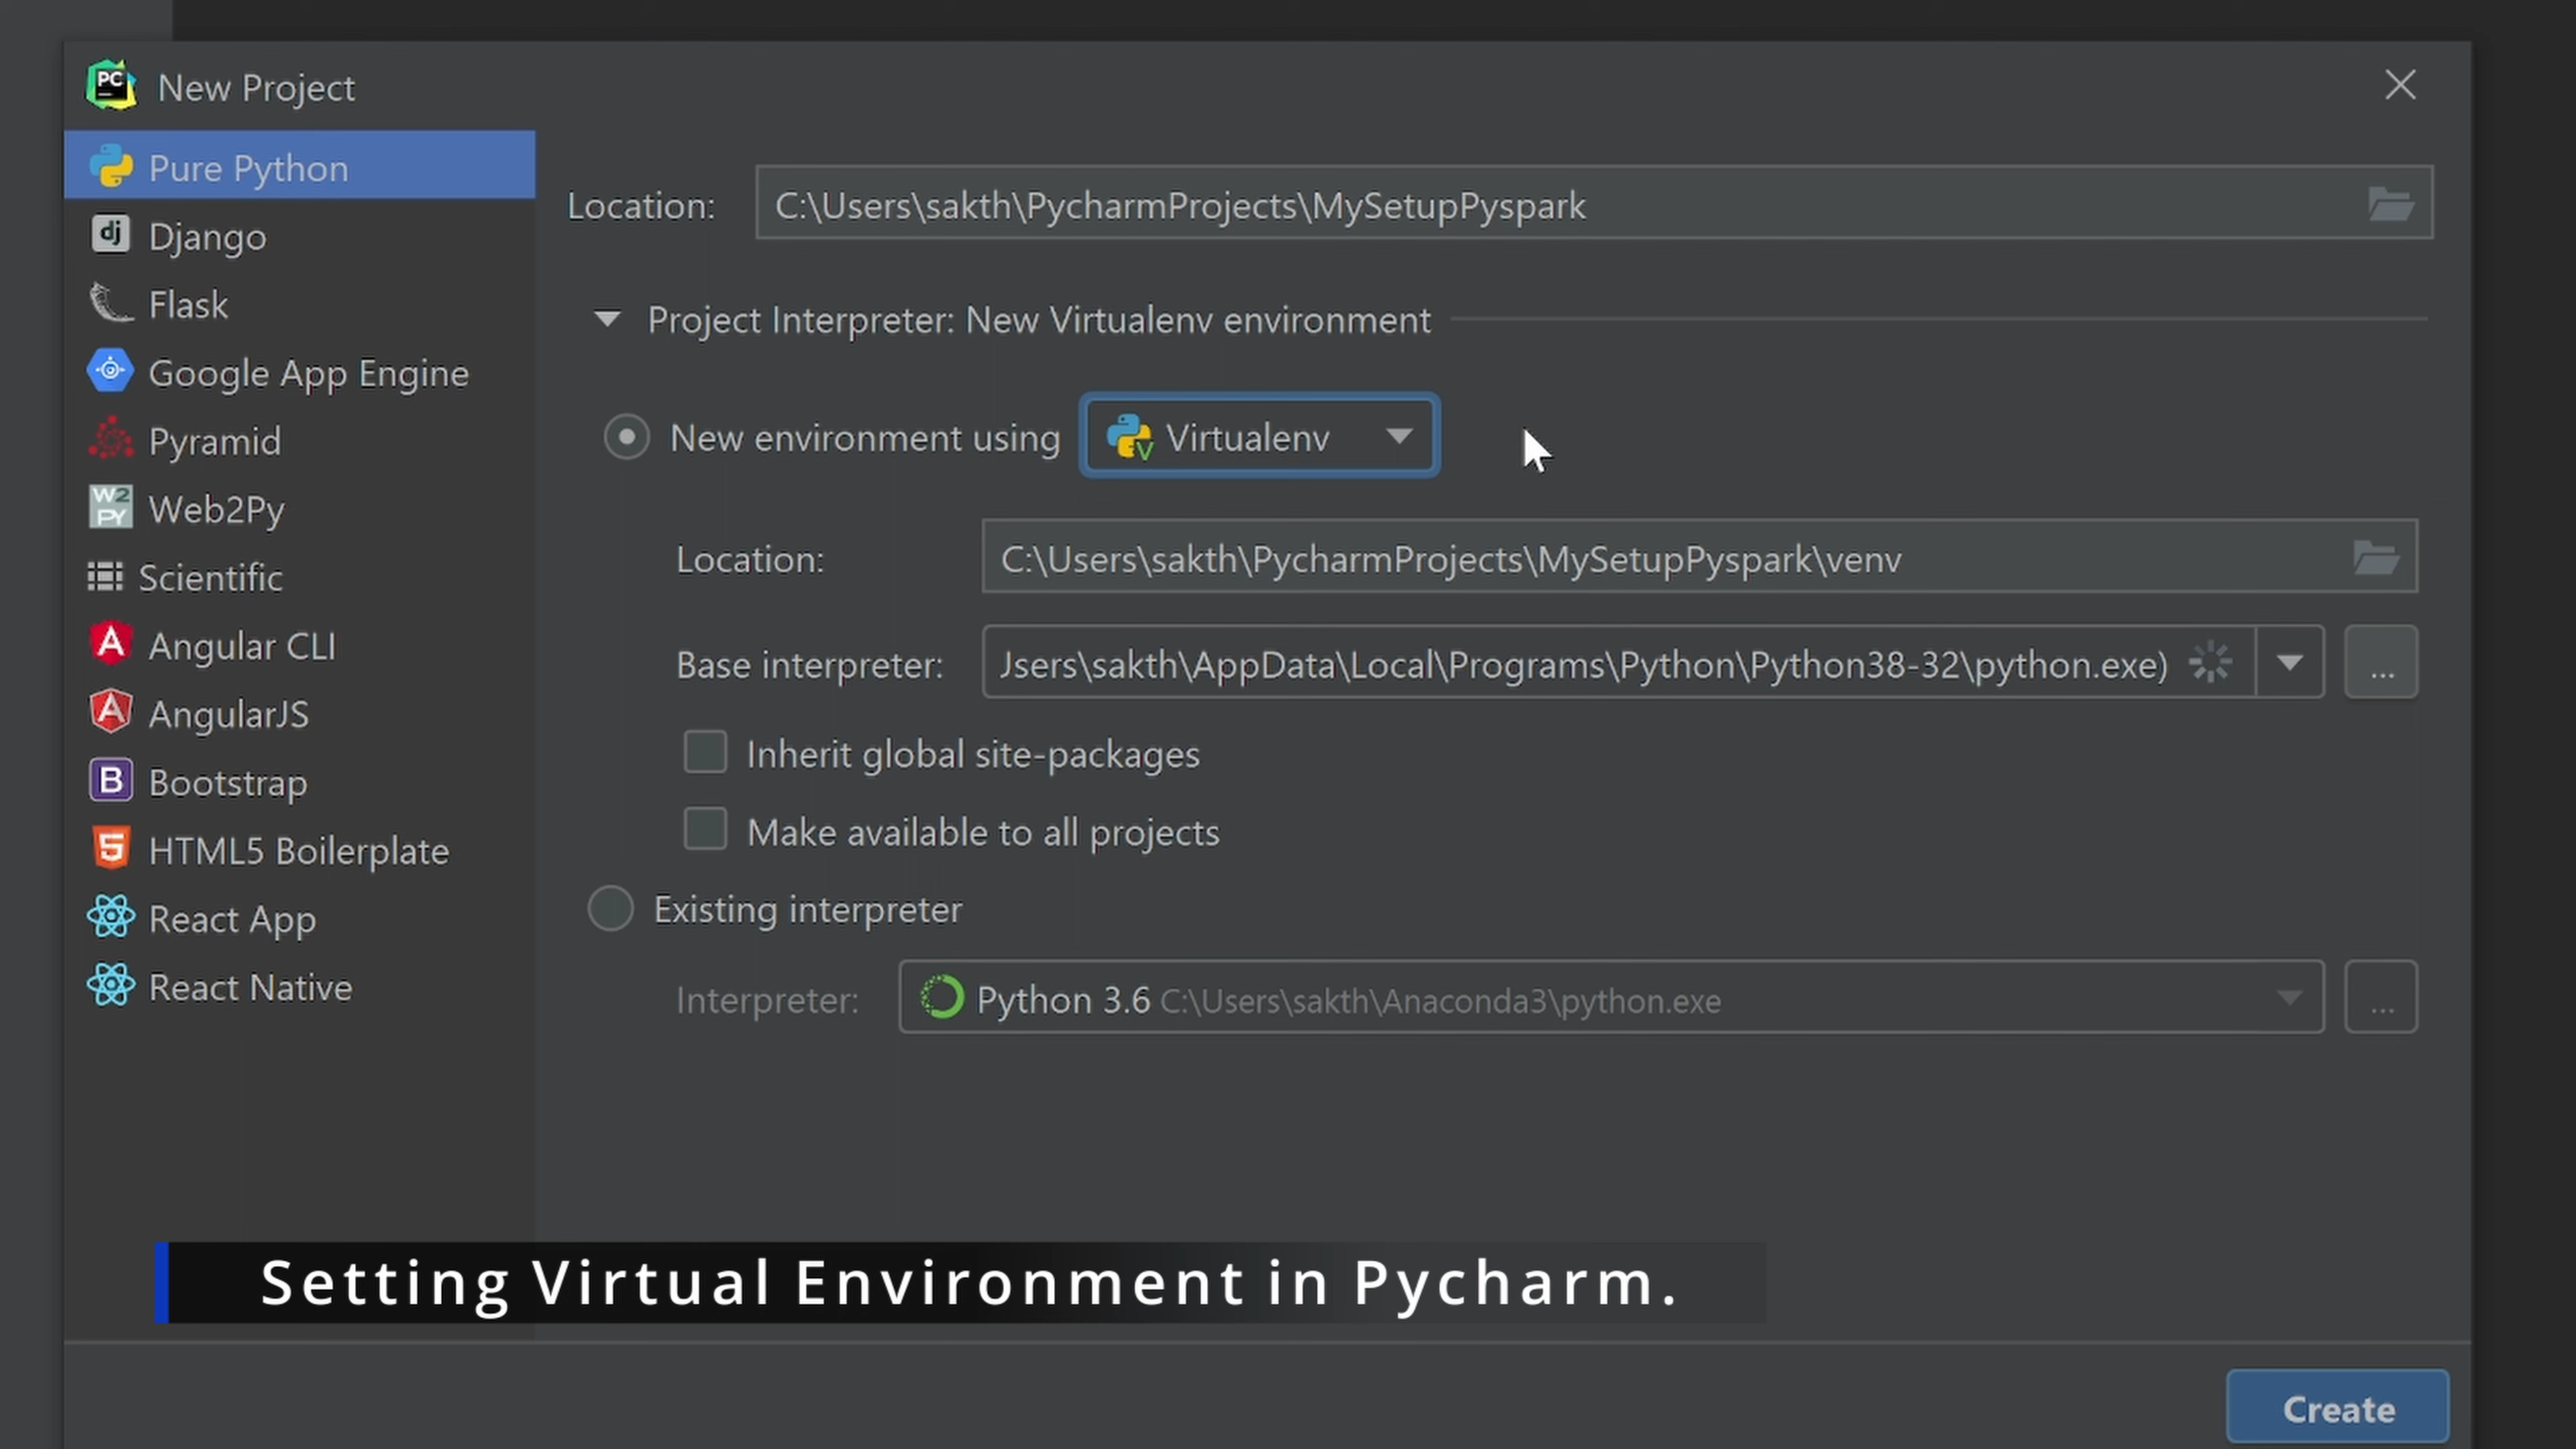 New Project
Pure Python
Django
Flask
Google App Engine
Pyramid
Web2Py
Scientific
Angular CLI
AngularJS
Bootstrap
HTML5 Boilerplate
React App
React Native
Location: C:\Users\sakth\PycharmProjects\MySetupPyspark
Project Interpreter: New Virtualenv environment
New environment using Virtualenv
Location: C:\Users\sakth\PycharmProjects\MySetupPyspark\venv
Base interpreter: Jsers\sakth\AppData\Local\Programs\Python\Python38-32\python.exe) ...
Inherit global site-packages
Make available to all projects
Existing interpreter
Interpreter: Python 3.6 C:\Users\sakth\Anaconda3\python.exe ...
Setting Virtual Environment in Pycharm.
Create